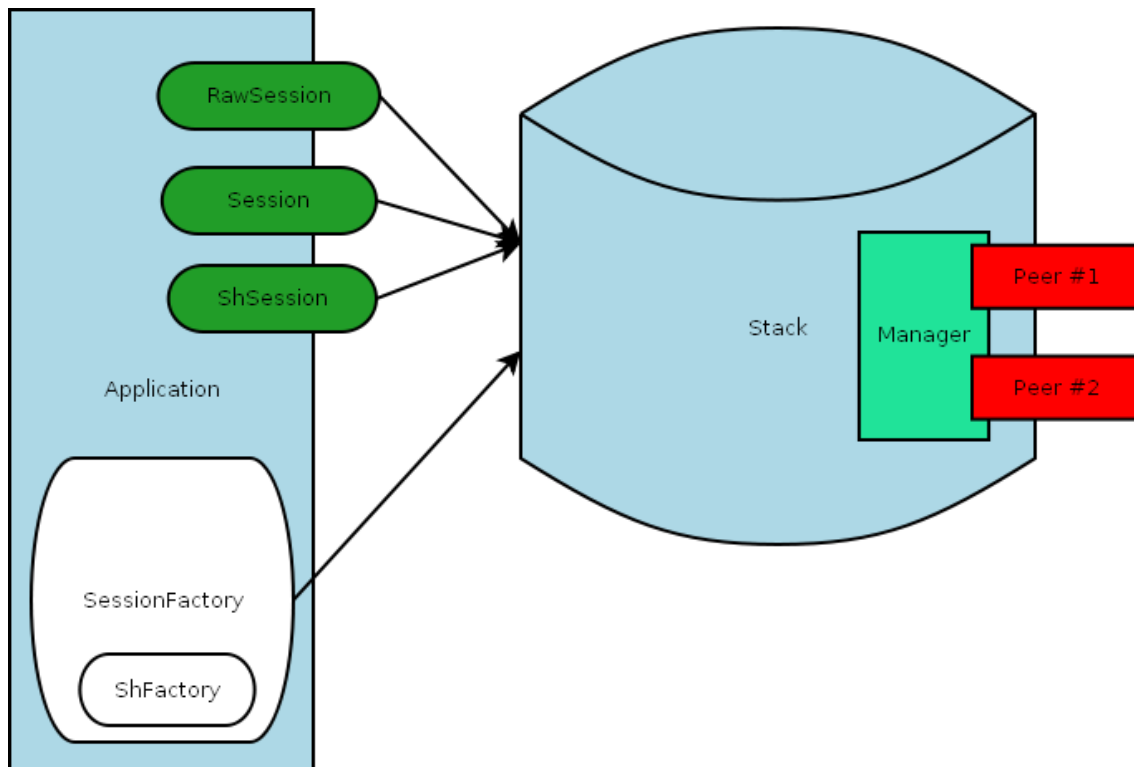 RawSession
Session
ShSession
Application
SessionFactory
ShFactory
Stack
Manager
Peer #1
Peer #2